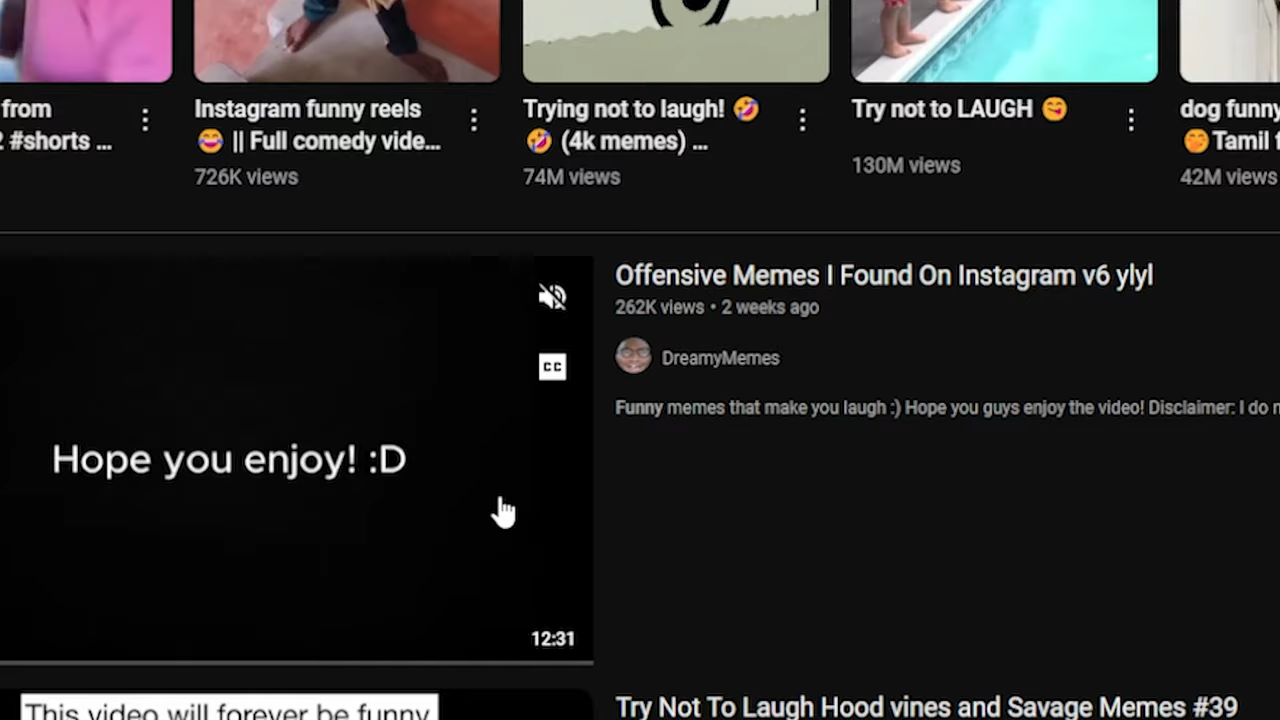 from
2 #shorts ...
Instagram funny reels
😂 || Full comedy vide...
726K views
Trying not to laugh! 🤣
🤣 (4k memes) ...
74M views
Try not to LAUGH 😋
130M views
dog funny
🤭Tamil f
42M views
Offensive Memes I Found On Instagram v6 ylyl
262K views • 2 weeks ago
CC
DreamyMemes
Funny memes that make you laugh :) Hope you guys enjoy the video! Disclaimer: I do n
Hope you enjoy! :D
12:31
This video will forever be funny
Try Not To Laugh Hood vines and Savage Memes #39